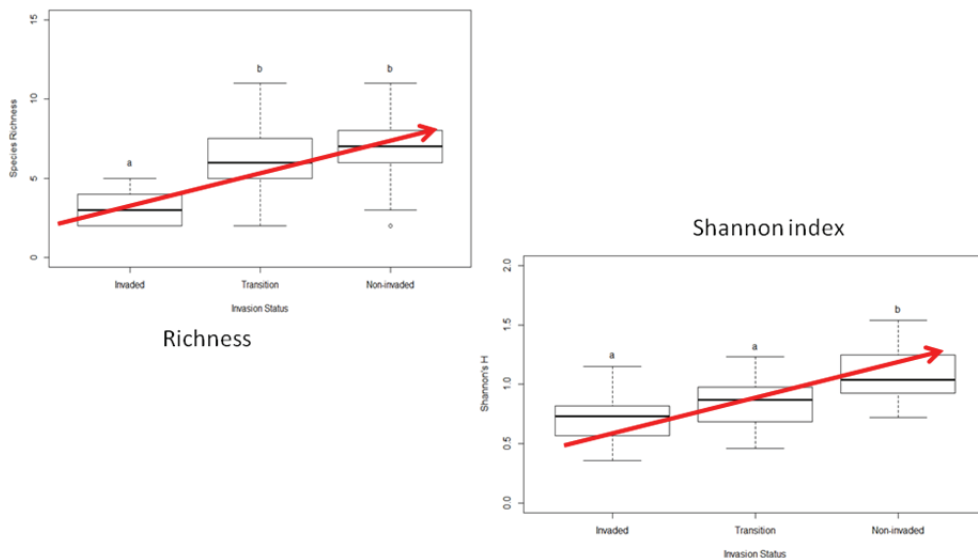 15
10
5
0
Species Richness
a
b
b
Invaded Transition Non-invaded
Invasion Status
Richness
Shannon index
2.0
1.5
1.0
0.5
0.0
Shannon's H
a
a
b
Invaded Transition Non-invaded
Invasion Status